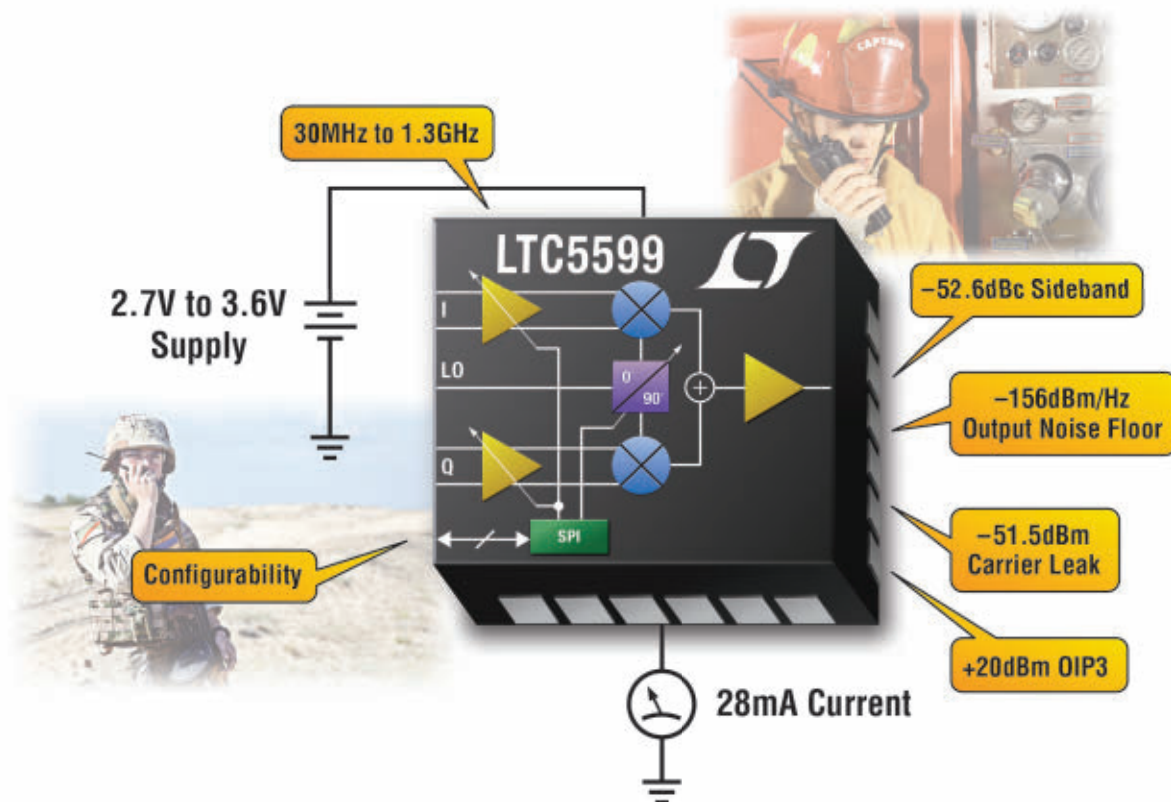 CAPTAIN
30MHz to 1.3GHz
LTC5599
2.7V to 3.6V
Supply
I
LO
0°
90°
Q
SPI
Configurability
–52.6dBc Sideband
–156dBm/Hz
Output Noise Floor
–51.5dBm
Carrier Leak
+20dBm OIP3
28mA Current